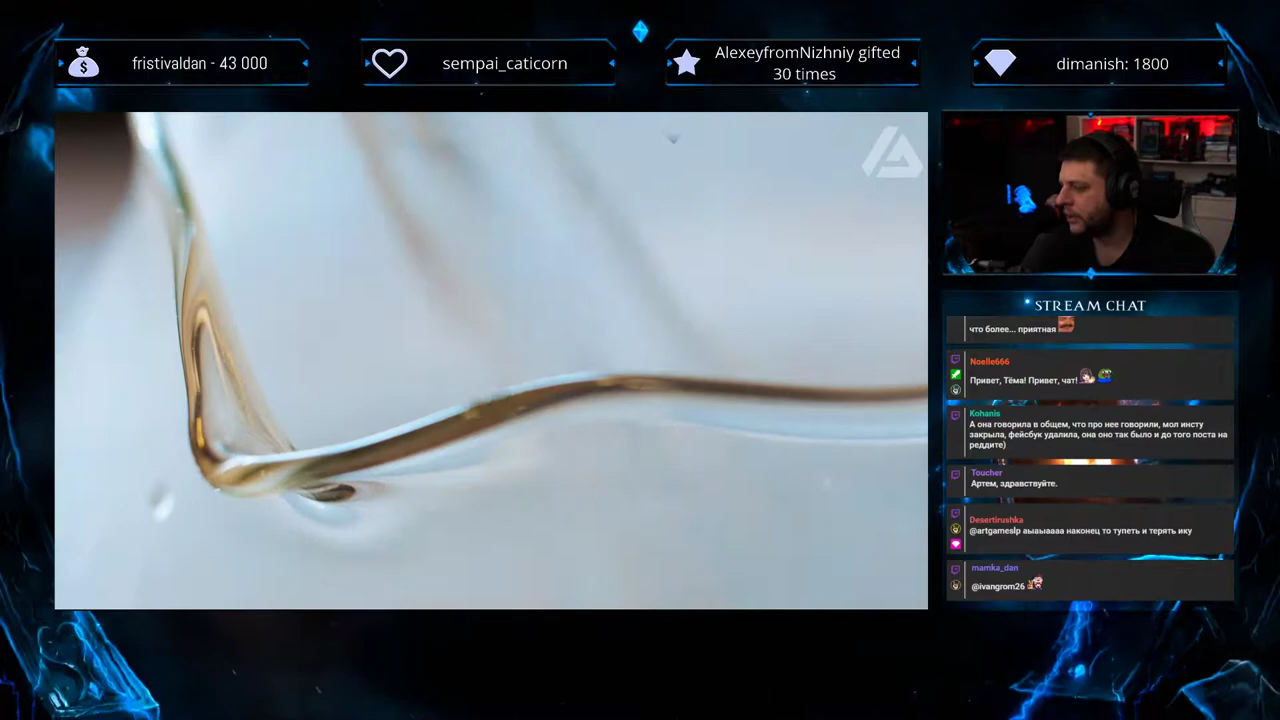 fristivaldan - 43 000
sempai_caticorn
AlexeyfromNizhniy gifted
30 times
dimanish: 1800
STREAM CHAT
что более... приятная
Noelle666
Привет, Тёма! Привет, чат!
Kohanis
А она говорила в общем, что про нее говорили, мол инсту
закрыла, фейсбук удалила, она оно так было и до того поста на
реддите)
Toucher
Артем, здравствуйте.
Desertirushka
@artgameslp аыаыаааа наконец то тупеть и терять ику
mamka_dan
@ivangrom26